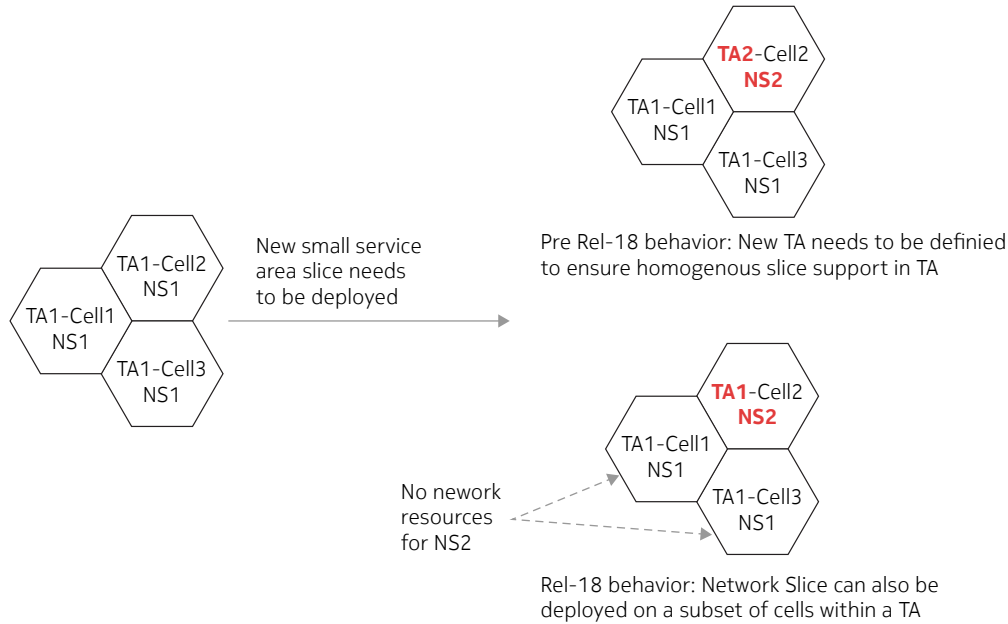 TA1-Cell2
NS1
TA1-Cell1
NS1
TA1-Cell3
NS1
New small service
area slice needs
to be deployed
TA2-Cell2
NS2
TA1-Cell1
NS1
TA1-Cell3
NS1
Pre Rel-18 behavior: New TA needs to be definied
to ensure homogenous slice support in TA
TA1-Cell2
NS2
TA1-Cell1
NS1
TA1-Cell3
NS1
No nework
resources
for NS2
Rel-18 behavior: Network Slice can also be
deployed on a subset of cells within a TA